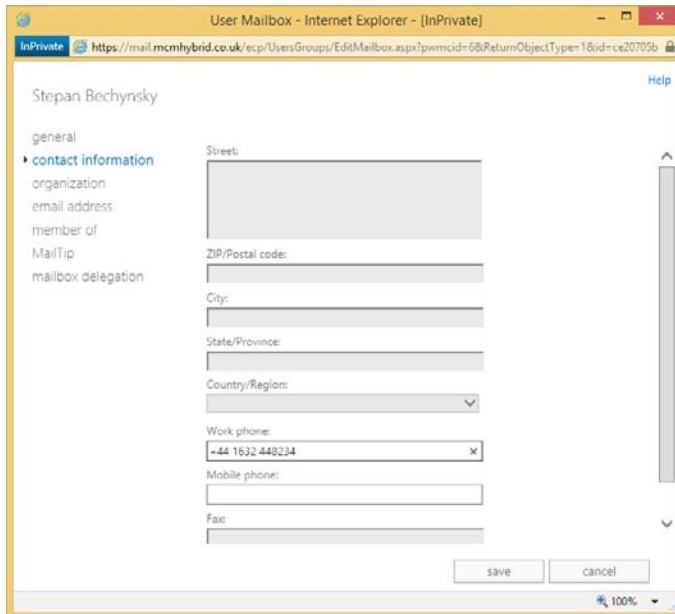 User Mailbox - Internet Explorer - [InPrivate]
InPrivate https://mail.mcmhybrid.co.uk/ecp/UsersGroups/EditMailbox.aspx?pwmcid=6&ReturnObjectType=1&id=ce20705b
Help
Stepan Bechynsky
general
contact information
organization
email address
member of
MailTip
mailbox delegation
Street:
ZIP/Postal code:
City:
State/Province:
Country/Region:
Work phone:
+44 1632 448234
Mobile phone:
Fax:
save cancel
100%